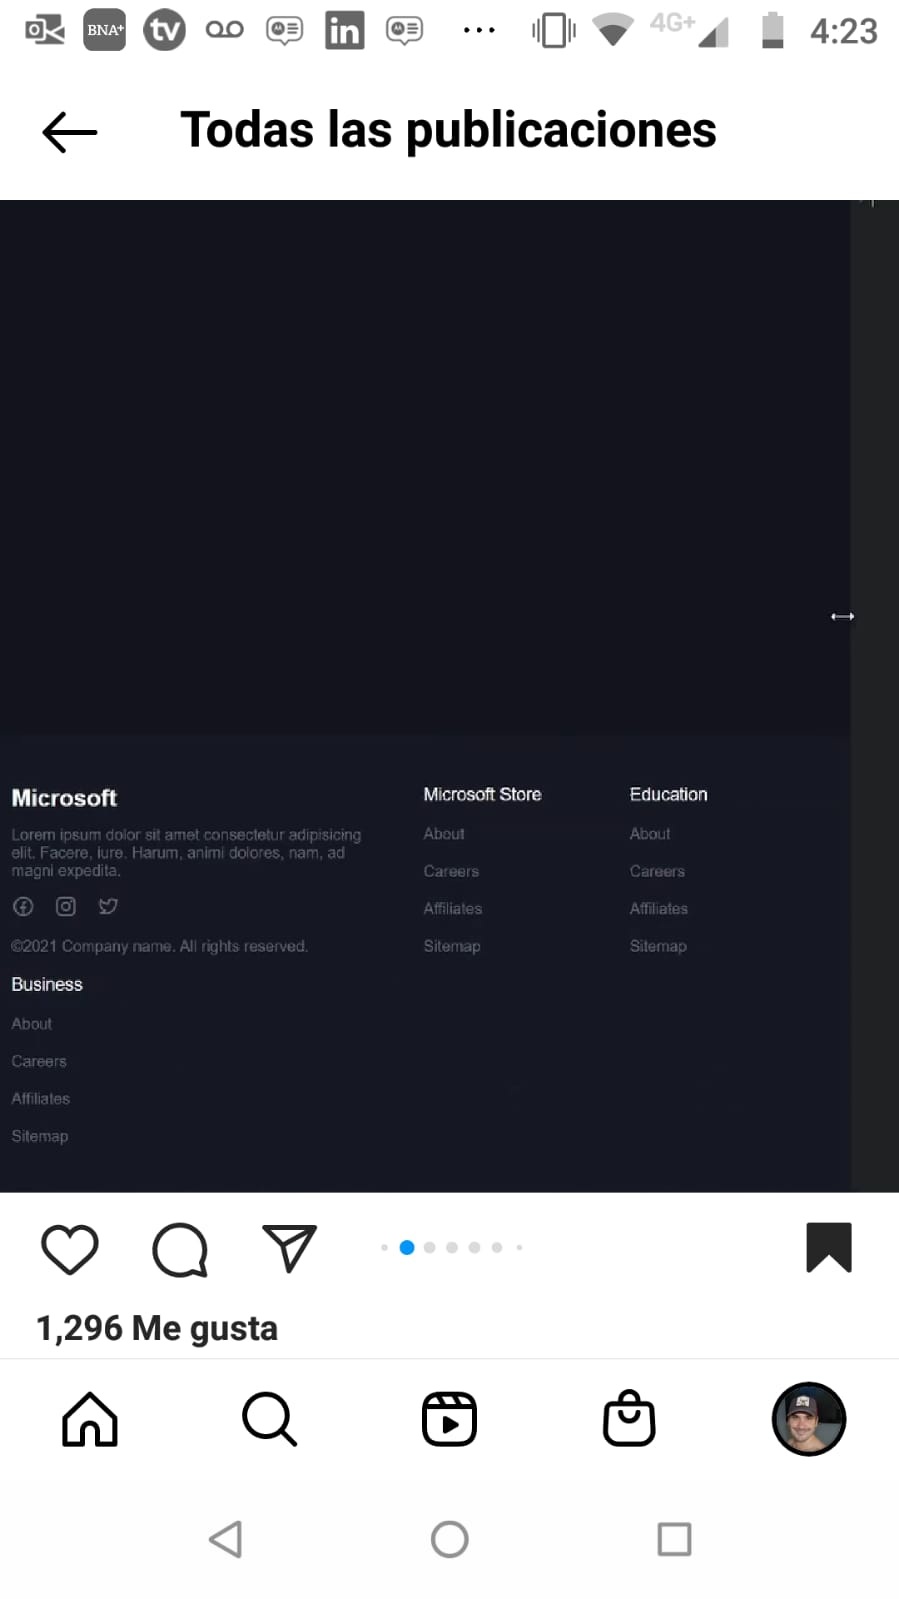 BNA+
tv
in
4G+
4:23
Todas las publicaciones
Microsoft
Lorem ipsum dolor sit amet consectetur adipisicing
elit. Facere, iure. Harum, animi dolores, nam, ad
magni expedita.
©2021 Company name. All rights reserved.
Microsoft Store
About
Careers
Affiliates
Sitemap
Education
About
Careers
Affiliates
Sitemap
Business
About
Careers
Affiliates
Sitemap
1,296 Me gusta